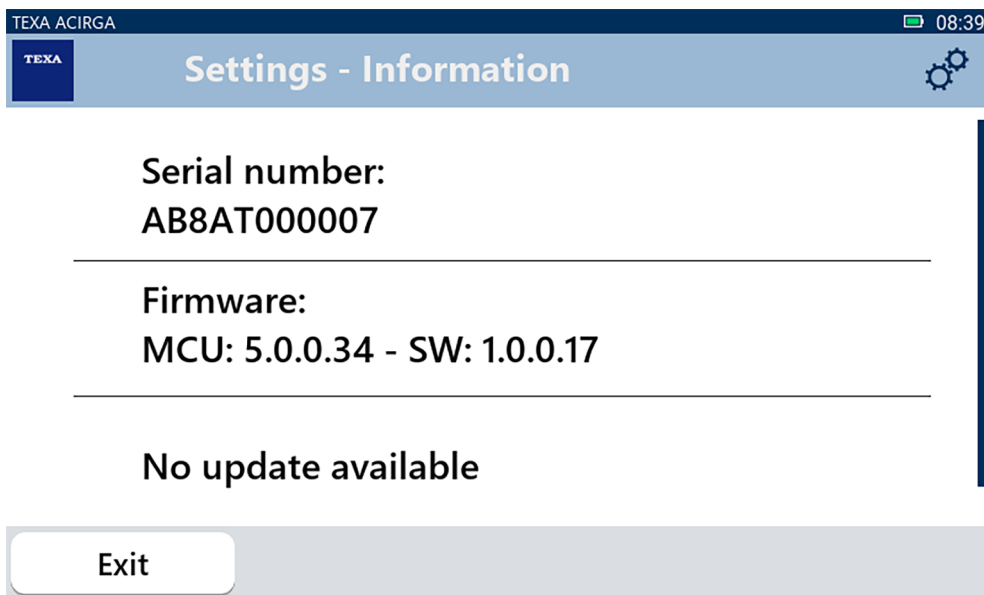 TEXA ACIRGA 08:39
TEXA
Settings - Information
Serial number:
AB8AT000007
Firmware:
MCU: 5.0.0.34 - SW: 1.0.0.17
No update available
Exit